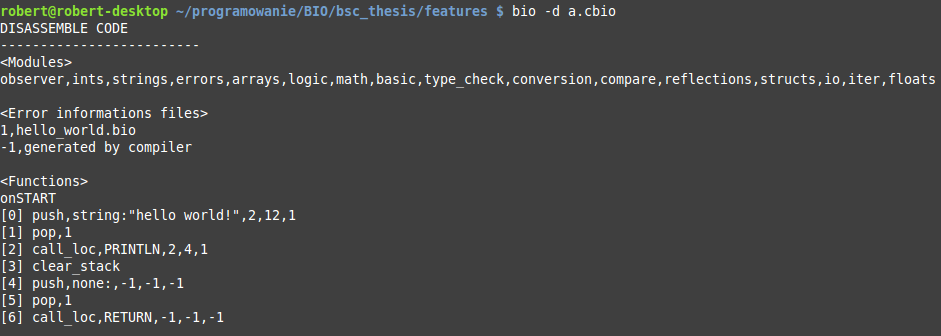 robert@robert-desktop ~/programowanie/BIO/bsc_thesis/features $ bio -d a.cbio
DISASSEMBLE CODE
-------------------------
<Modules>
observer,ints,strings,errors,arrays,logic,math,basic,type_check,conversion,compare,reflections,structs,io,iter,floats
<Error informations files>
1,hello_world.bio
-1,generated by compiler
<Functions>
onSTART
[0] push,string:"hello world!",2,12,1
[1] pop,1
[2] call_loc,PRINTLN,2,4,1
[3] clear_stack
[4] push,none:,-1,-1,-1
[5] pop,1
[6] call_loc,RETURN,-1,-1,-1